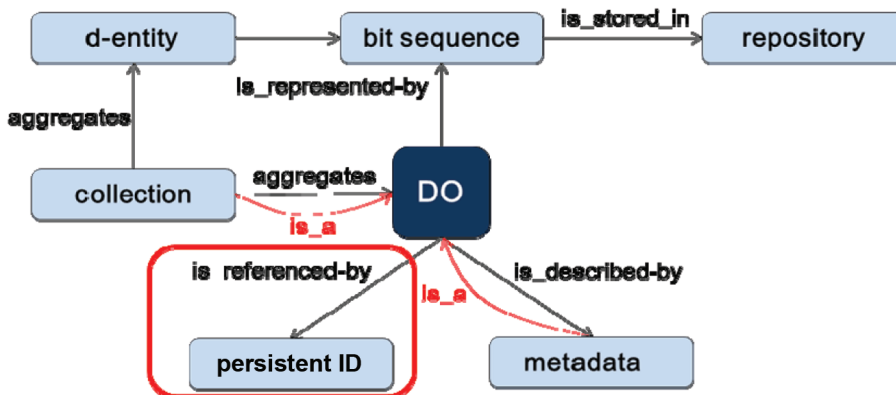 d-entity
bit sequence
is_stored_in
repository
is_represented-by
aggregates
collection
aggregates
DO
is_a
is_referenced-by
is_described-by
is_a
persistent ID
metadata